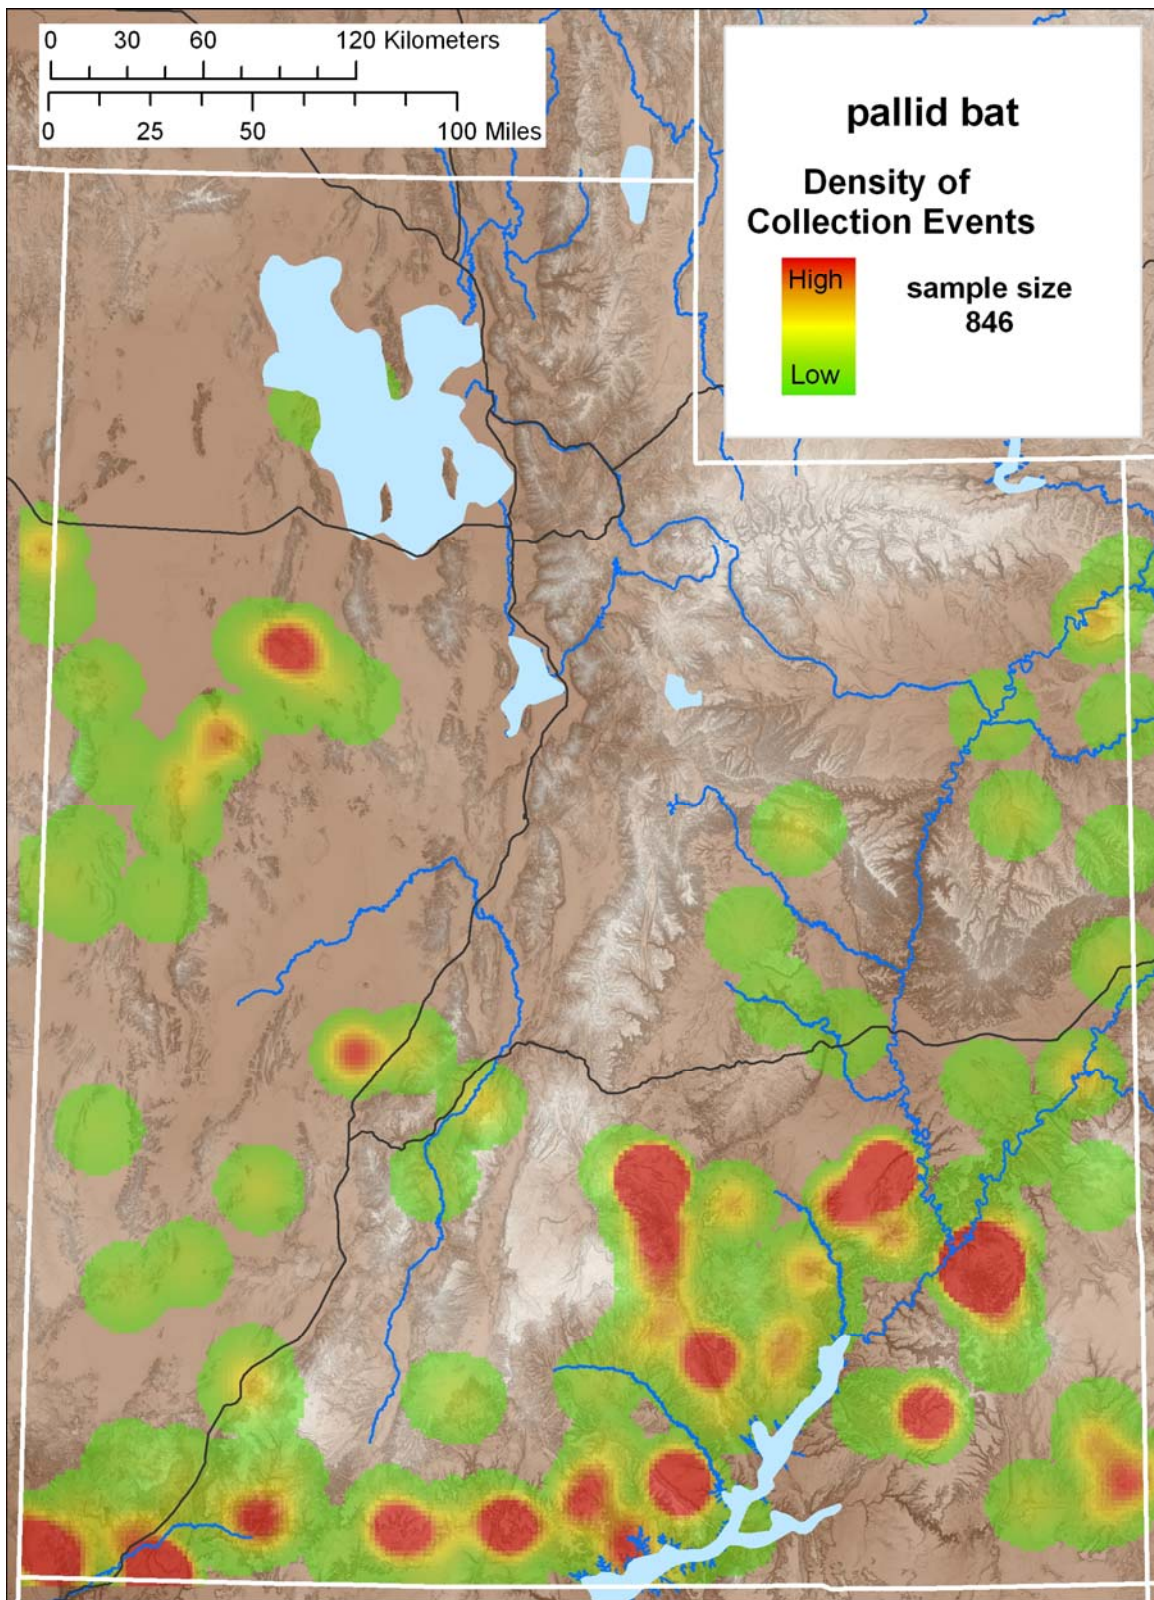 0 30 60 120 Kilometers
0 25 50 100 Miles
pallid bat
Density of
Collection Events
High
Low
sample size
846